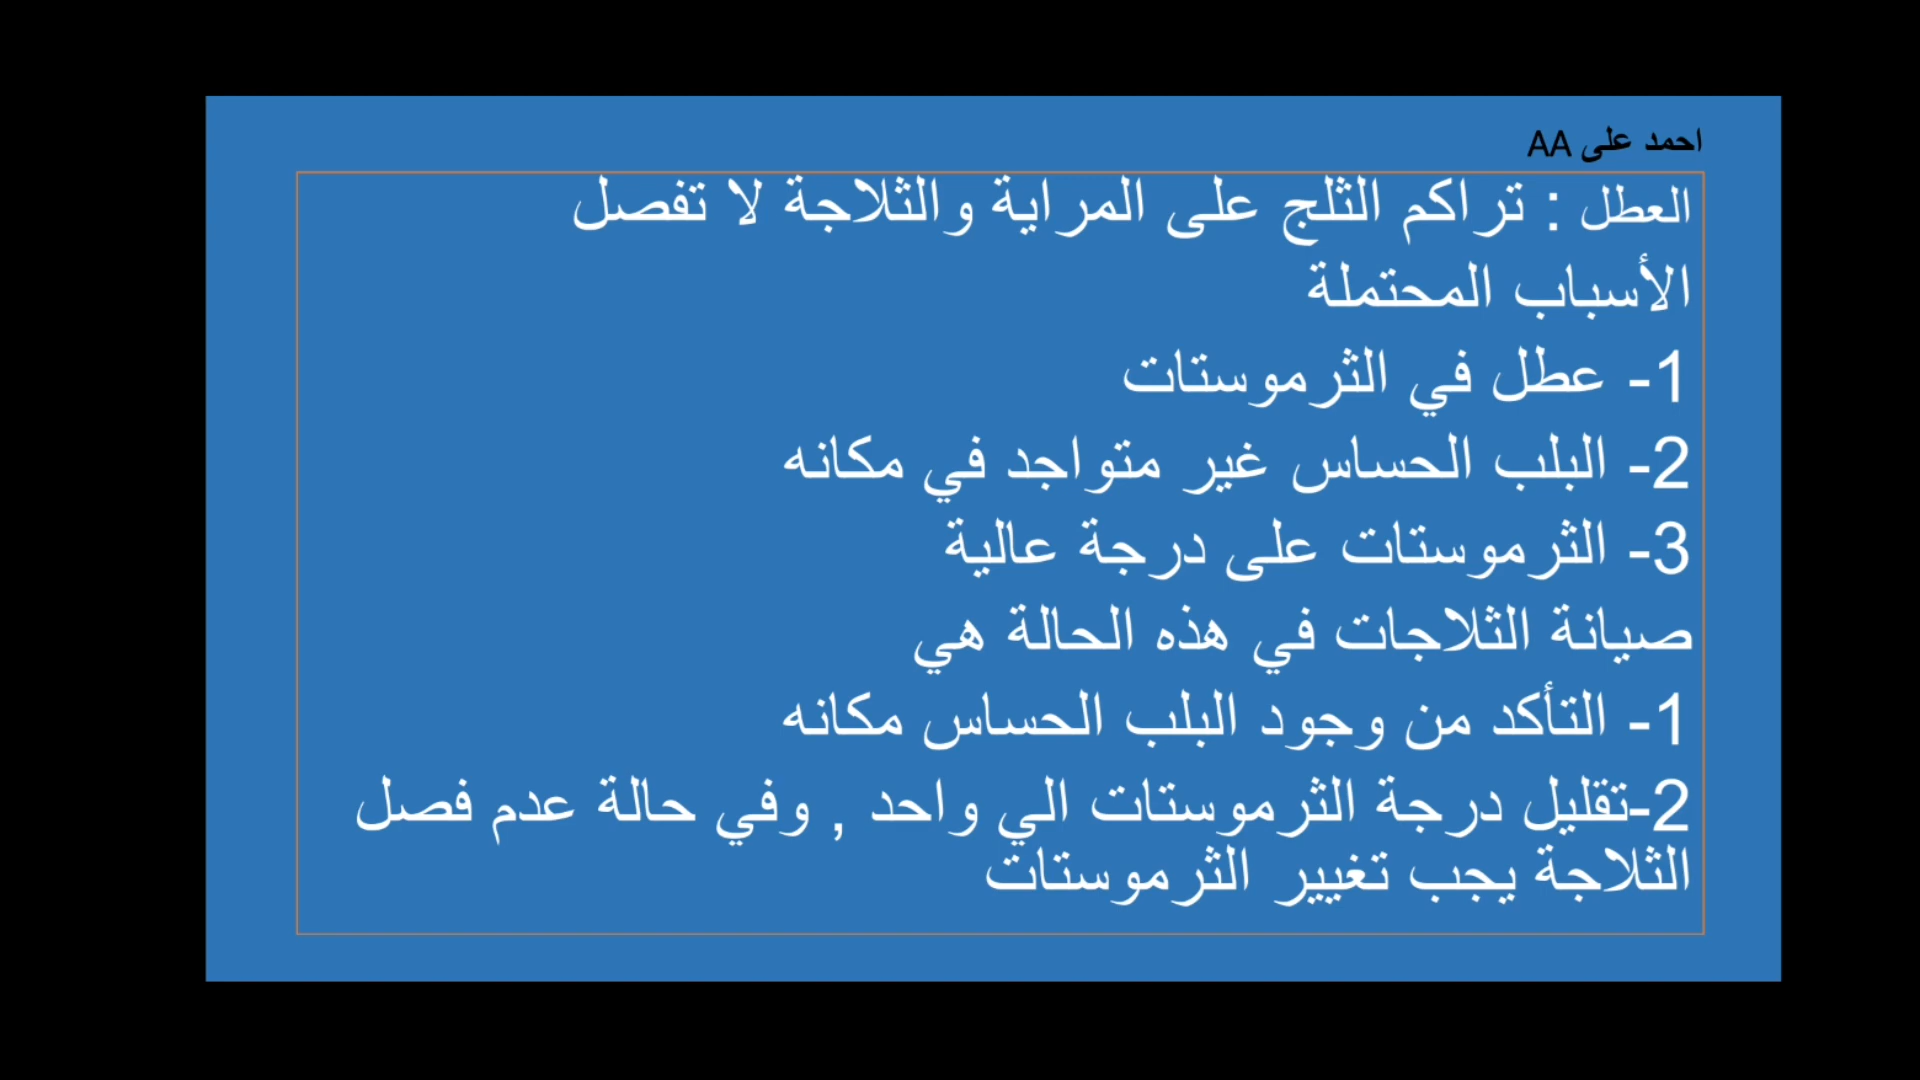 احمد على AA
العطل : تراكم الثلج على المراية والثلاجة لا تفصل
الأسباب المحتملة
1- عطل في الثرموستات
2- البلب الحساس غير متواجد في مكانه
3- الثرموستات على درجة عالية
صيانة الثلاجات في هذه الحالة هي
1- التأكد من وجود البلب الحساس مكانه
2-تقليل درجة الثرموستات الي واحد , وفي حالة عدم فصل
الثلاجة يجب تغيير الثرموستات